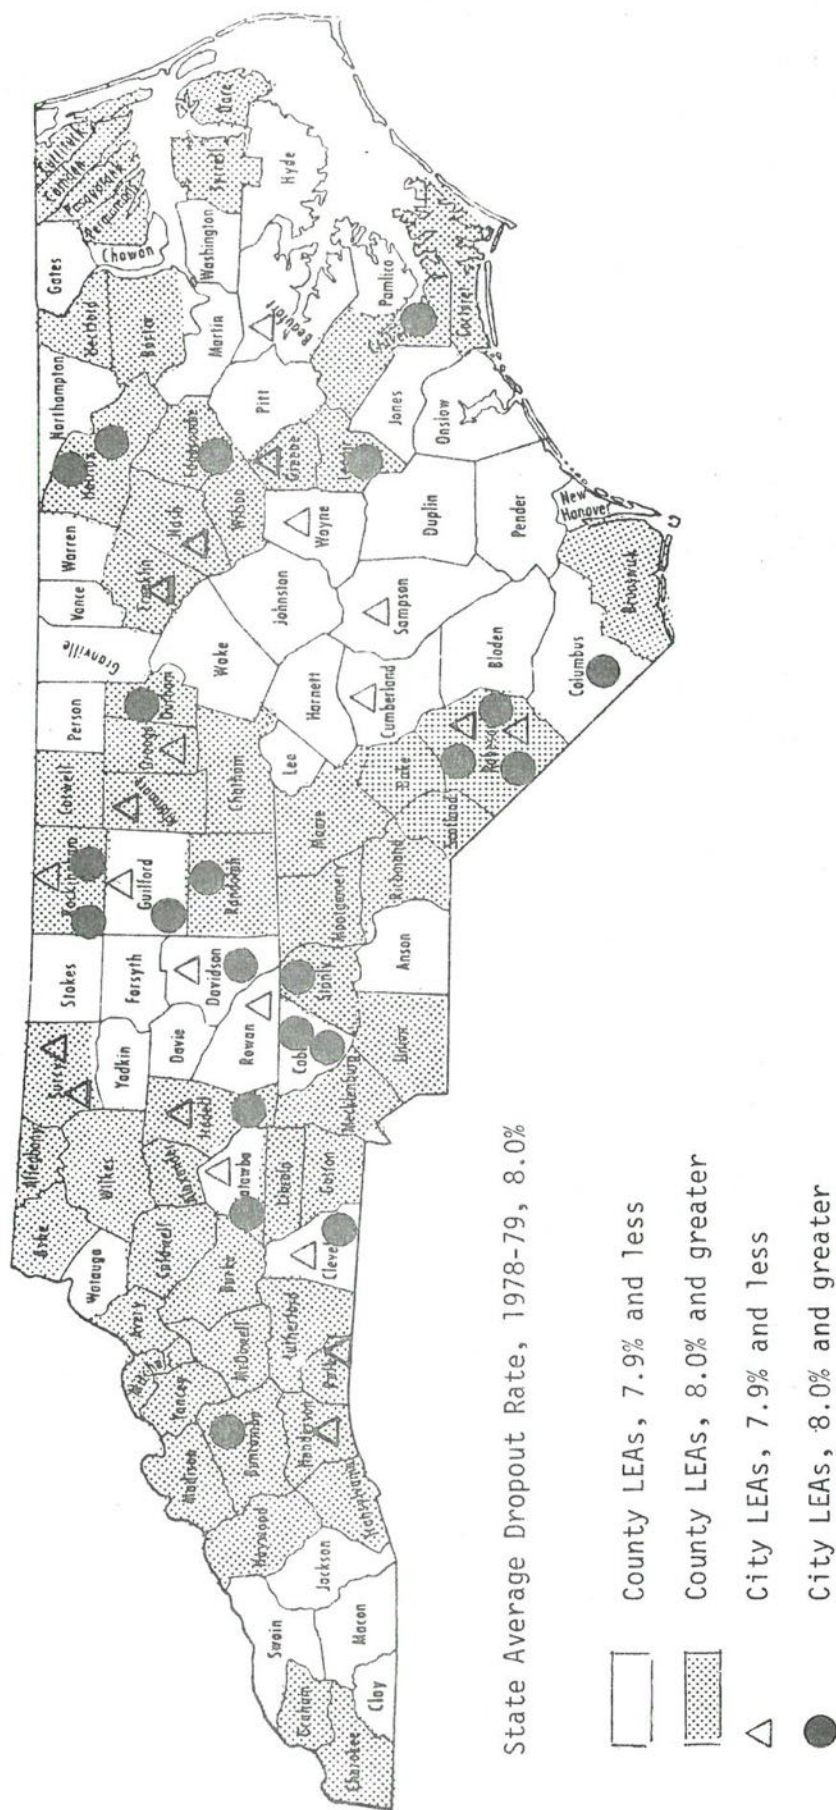 Cherokee
Graham
Clay
Swain
Macon
Jackson
Haywood
Transylvania
Madison
Buncombe
Henderson
Yancey
McDowell
Rutherford
Polk
Avery
Burke
Cleve
Watauga
Caldwell
Ashe
Alleghany
Wilkes
Alexander
atawba
Lincoln
Gaston
Surry
Yadkin
Iredell
Davie
Rowan
Mecklenburg
Cab
Union
Stokes
Forsyth
Davidson
Stanly
Anson
Rockingham
Guilford
Randolph
Montgomery
Richmond
Caswell
Alamance
Chatham
Moore
Scotland
Hoke
Person
Orange
Durham
Lee
Harnett
Cumberland
Robeson
Granville
Wake
Johnston
Sampson
Bladen
Columbus
Brunswick
Vance
Warren
Franklin
Nash
Wilson
Wayne
Duplin
Pender
New
Hanover
Northampton
Halifax
Edgecombe
Greene
Lenoir
Jones
Onslow
Pitt
Hertford
Bertie
Martin
Beaufort
Craven
Pamlico
Carteret
Gates
Chowan
Perquimans
Pasquotank
Camden
Currituck
Washington
Tyrrell
Dare
Hyde
State Average Dropout Rate, 1978-79, 8.0%
County LEAs, 7.9% and less
County LEAs, 8.0% and greater
City LEAs, 7.9% and less
City LEAs, 8.0% and greater